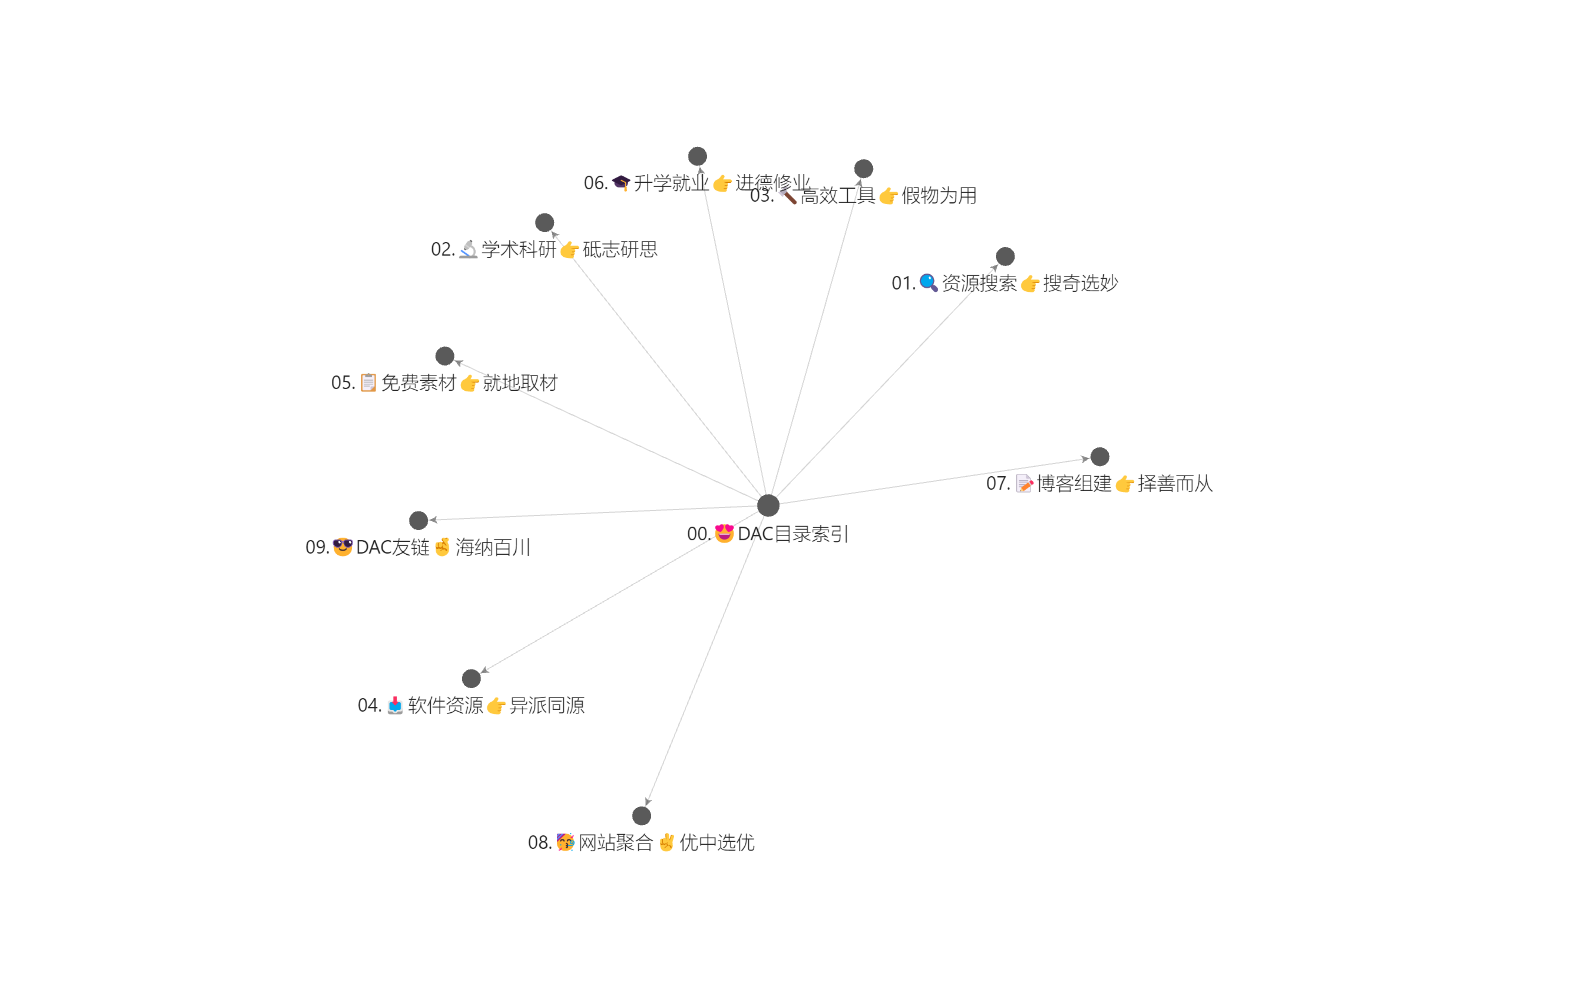 06.🎓升学就业👉进德修业
03.🔨高效工具👉假物为用
02.🔬学术科研👉砥志研思
01.🔍资源搜索👉搜奇选妙
05.📋免费素材👉就地取材
07.📝博客组建👉择善而从
00.😍DAC目录索引
09.😎DAC友链🤞海纳百川
04.📥软件资源👉异派同源
08.🥳网站聚合✌优中选优